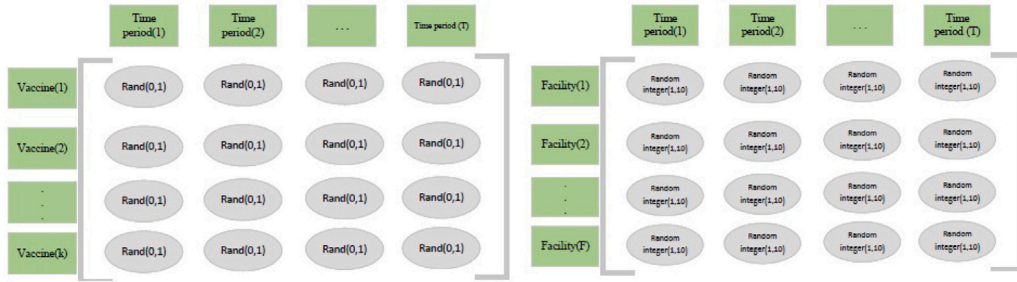 Time Time . . . Time period (T)
period(1) period(2)
Vaccine(1) Rand(0,1) Rand(0,1) Rand(0,1) Rand(0,1)
Vaccine(2) Rand(0,1) Rand(0,1) Rand(0,1) Rand(0,1)
.
. Rand(0,1) Rand(0,1) Rand(0,1) Rand(0,1)
.
Vaccine(k) Rand(0,1) Rand(0,1) Rand(0,1) Rand(0,1)
Time Time . . . Time
period(1) period(2) period (T)
Facility(1) Random Random Random Random
integer(1,10) integer(1,10) integer(1,10) integer(1,10)
Facility(2) Random Random Random Random
integer(1,10) integer(1,10) integer(1,10) integer(1,10)
.
. Random Random Random Random
. integer(1,10) integer(1,10) integer(1,10) integer(1,10)
Facility(F) Random Random Random Random
integer(1,10) integer(1,10) integer(1,10) integer(1,10)